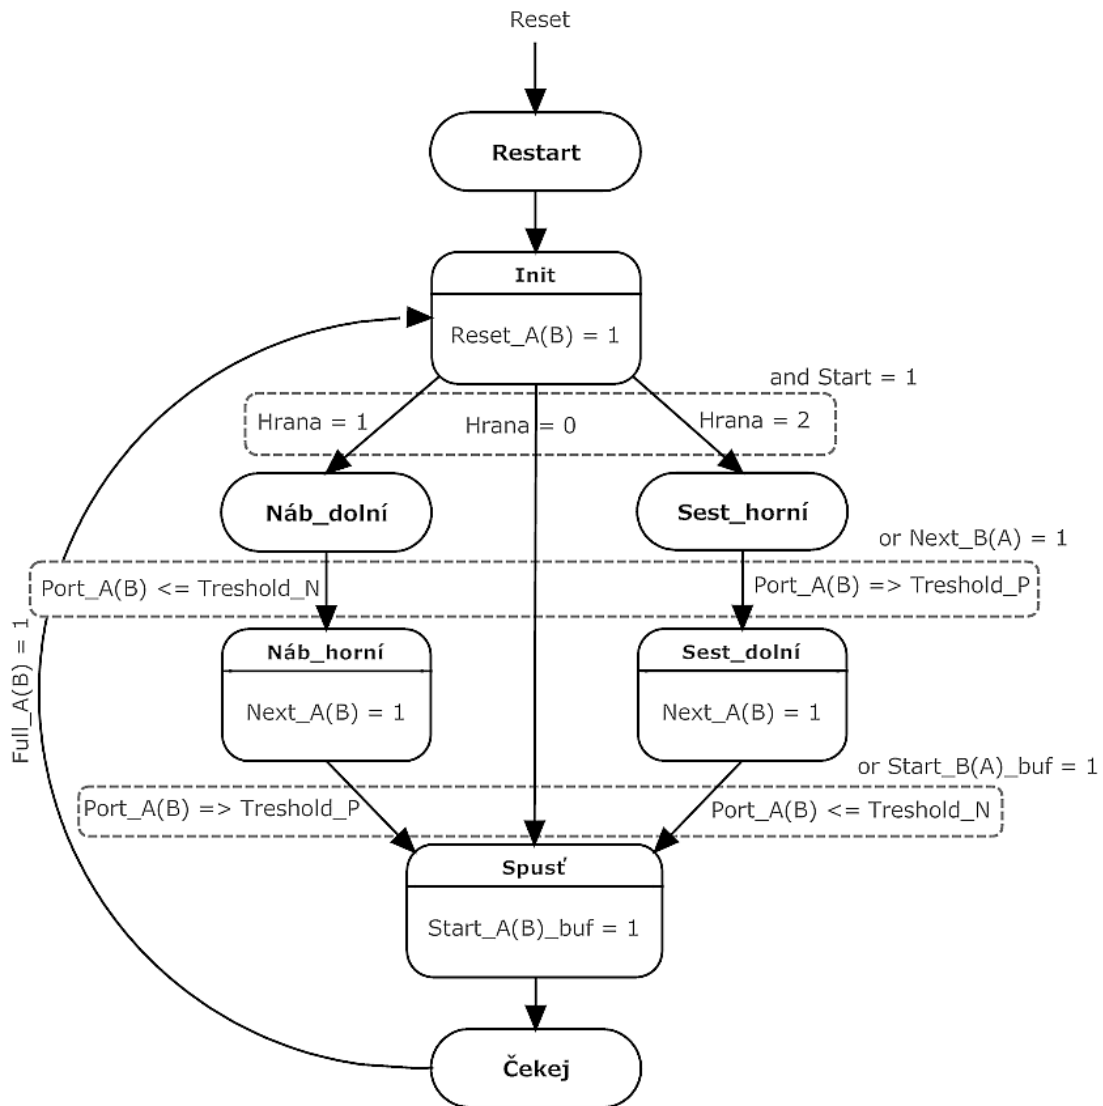 Reset
Restart
Init
Reset_A(B) = 1
and Start = 1
Hrana = 1
Hrana = 0
Hrana = 2
Náb_dolní
Sest_horní
or Next_B(A) = 1
Port_A(B) <= Treshold_N
Port_A(B) => Treshold_P
Full_A(B) = 1
Náb_horní
Next_A(B) = 1
Sest_dolní
Next_A(B) = 1
or Start_B(A)_buf = 1
Port_A(B) => Treshold_P
Port_A(B) <= Treshold_N
Spusť
Start_A(B)_buf = 1
Čekej